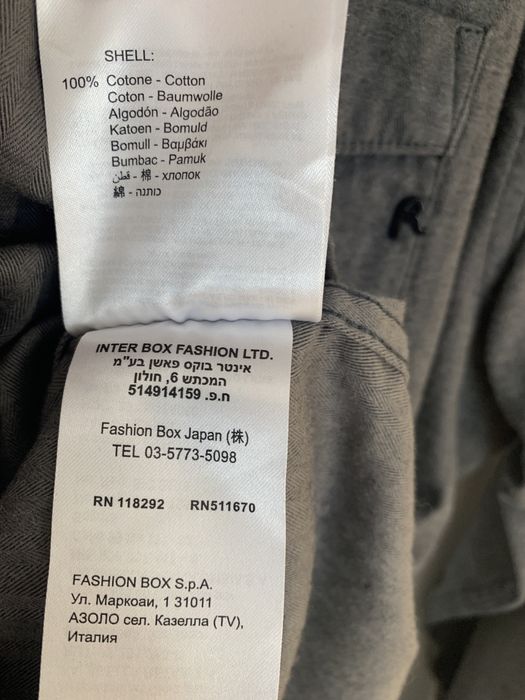 SHELL:
100% Cotone - Cotton
Coton - Baumwolle
Algodón - Algodão
Katoen - Bomuld
Bomull - Βαμβάκι
Bumbac - Pamuk
قطن - 棉 - хлопок
綿 - כותנה
INTER BOX FASHION LTD.
אינטר בוקס פאשן בע"מ
המכתש 6, חולון
ח.פ. 514914159
Fashion Box Japan (株)
TEL 03-5773-5098
RN 118292 RN511670
FASHION BOX S.p.A.
Ул. Маркоаи, 1 31011
АЗОЛО сел. Казелла (TV),
Италия
R